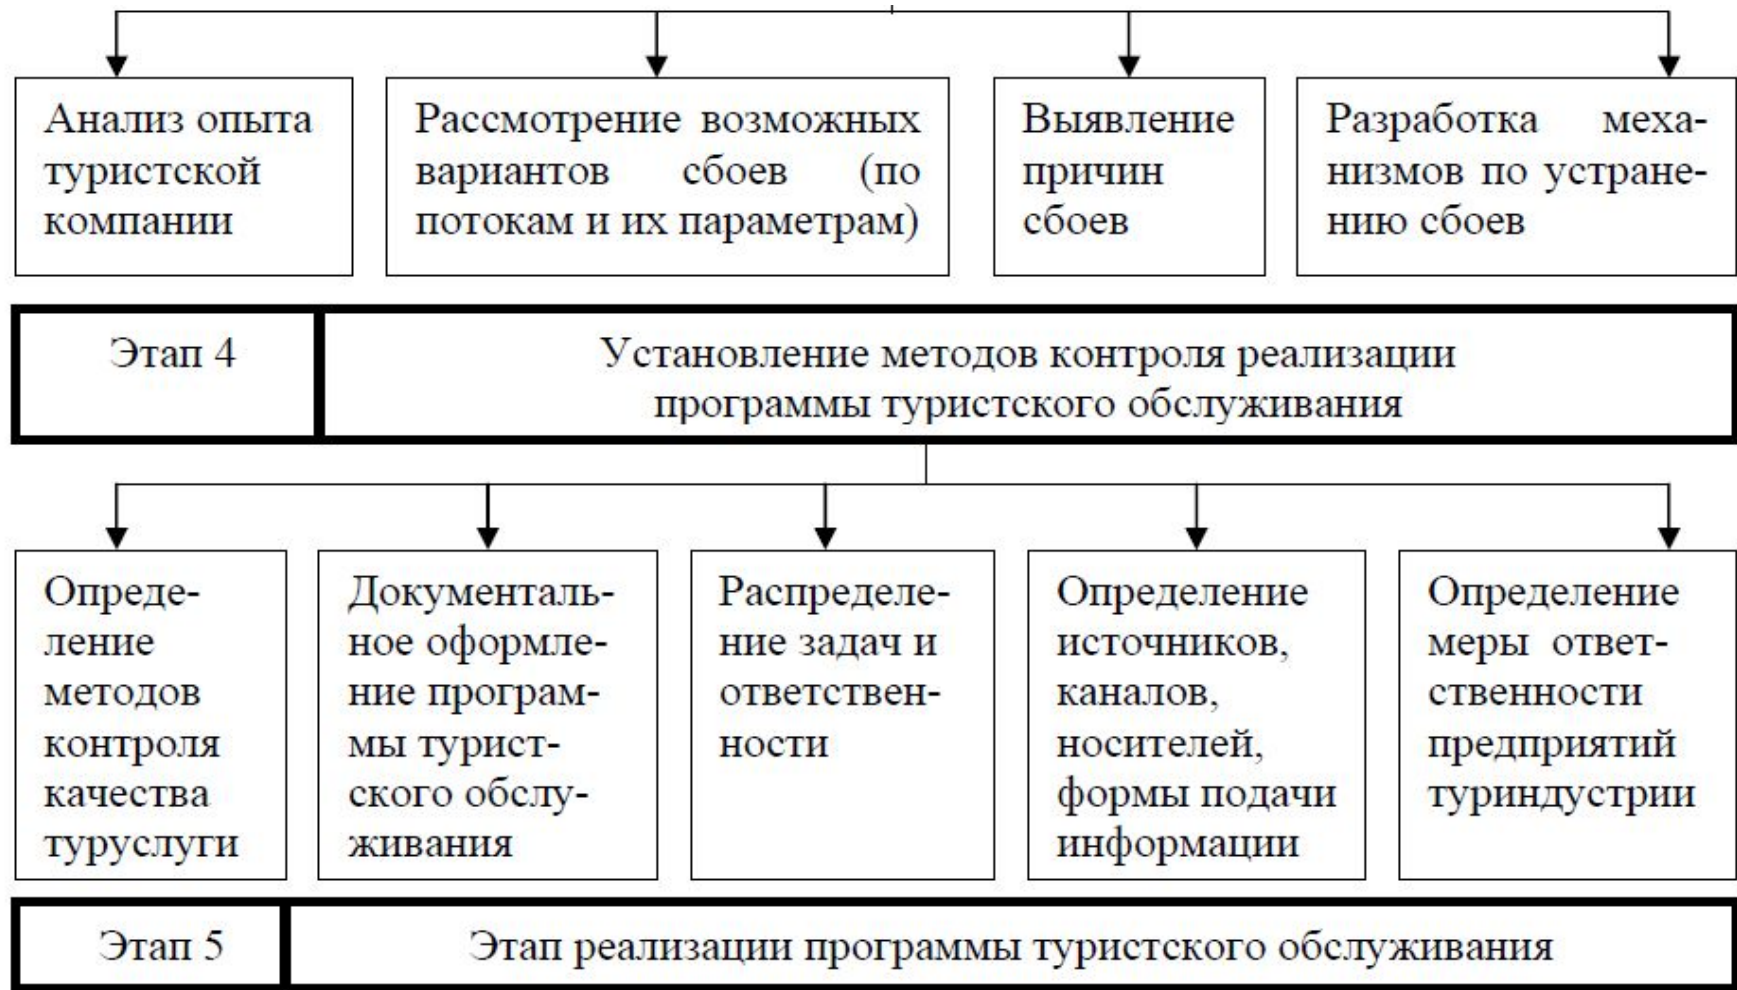 Анализ опыта
туристской
компании
Рассмотрение возможных
вариантов сбоев (по
потокам и их параметрам)
Выявление
причин
сбоев
Разработка меха-
низмов по устране-
нию сбоев
Этап 4
Установление методов контроля реализации
программы туристского обслуживания
Опреде-
ление
методов
контроля
качества
туруслуги
Документаль-
ное оформле-
ние програм-
мы турист-
ского обслу-
живания
Распределе-
ние задач и
ответствен-
ности
Определение
источников,
каналов,
носителей,
формы подачи
информации
Определение
меры ответ-
ственности
предприятий
туриндустрии
Этап 5
Этап реализации программы туристского обслуживания